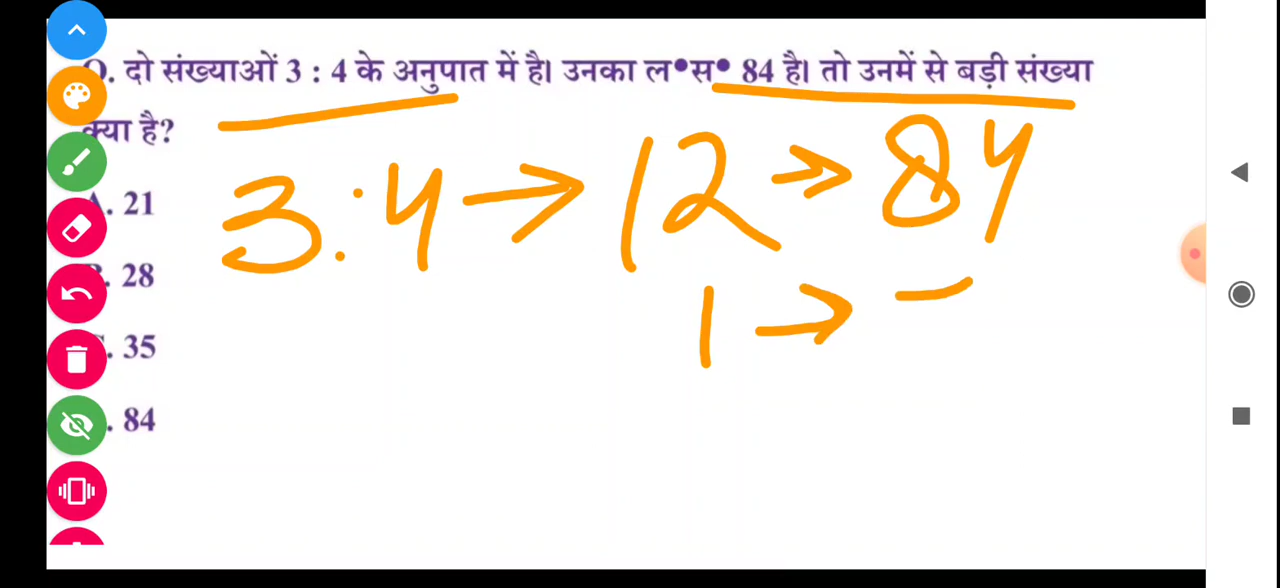 Q. दो संख्याओं 3 : 4 के अनुपात में है। उनका ल•स• 84 है। तो उनमें से बड़ी संख्या
क्या है?
A. 21
3:4 → 12 → 84
B. 28
1 →
C. 35
. 84